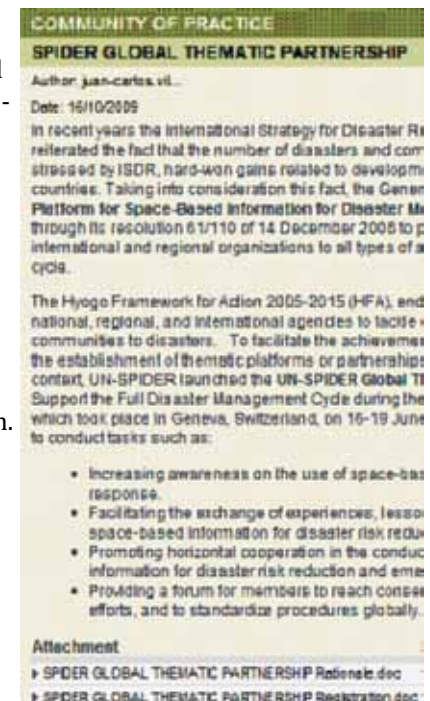 COMMUNITY OF PRACTICE
SPIDER GLOBAL THEMATIC PARTNERSHIP
Author: juan-carlos.vil...
Date: 16/10/2009
In recent years the International Strategy for Disaster Re
reiterated the fact that the number of disasters and com
stressed by ISDR, hard-won gains related to developm
countries. Taking into consideration this fact, the Gener
Platform for Space-Based Information for Disaster Ma
through its resolution 61/110 of 14 December 2006 to p
international and regional organizations to all types of
cycle.
The Hyogo Framework for Action 2005-2015 (HFA), end
national, regional, and international agencies to tackle
communities to disasters. To facilitate the achievemen
the establishment of thematic platforms or partnerships
context, UN-SPIDER launched the UN-SPIDER Global Th
Support the Full Disaster Management Cycle during the
which took place in Geneva, Switzerland, on 16-19 June
to conduct tasks such as:
• Increasing awareness on the use of space-bas
response.
• Facilitating the exchange of experiences, lesso
space-based information for disaster risk redu
• Promoting horizontal cooperation in the conduc
information for disaster risk reduction and eme
• Providing a forum for members to reach conse
efforts, and to standardize procedures globally.
Attachment
SPIDER GLOBAL THEMATIC PARTNERSHIP Rationale.doc
SPIDER GLOBAL THEMATIC PARTNERSHIP Registration.doc